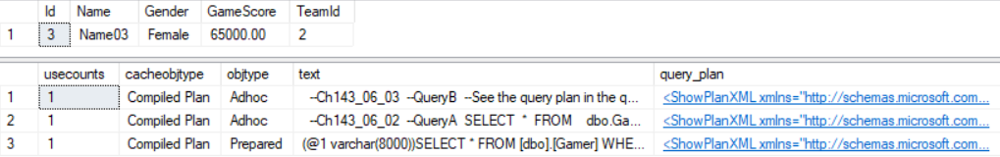 Id Name Gender GameScore TeamId
1 3 Name03 Female 65000.00 2
usecounts cacheobjtype objtype text query_plan
1 1 Compiled Plan Adhoc --Ch143_06_03 --QueryB --See the query plan in the q... <ShowPlanXML xmlns="http://schemas.microsoft.com...
2 1 Compiled Plan Adhoc --Ch143_06_02 --QueryA SELECT * FROM dbo.Ga... <ShowPlanXML xmlns="http://schemas.microsoft.com...
3 1 Compiled Plan Prepared (@1 varchar(8000))SELECT * FROM [dbo].[Gamer] WHE... <ShowPlanXML xmlns="http://schemas.microsoft.com...